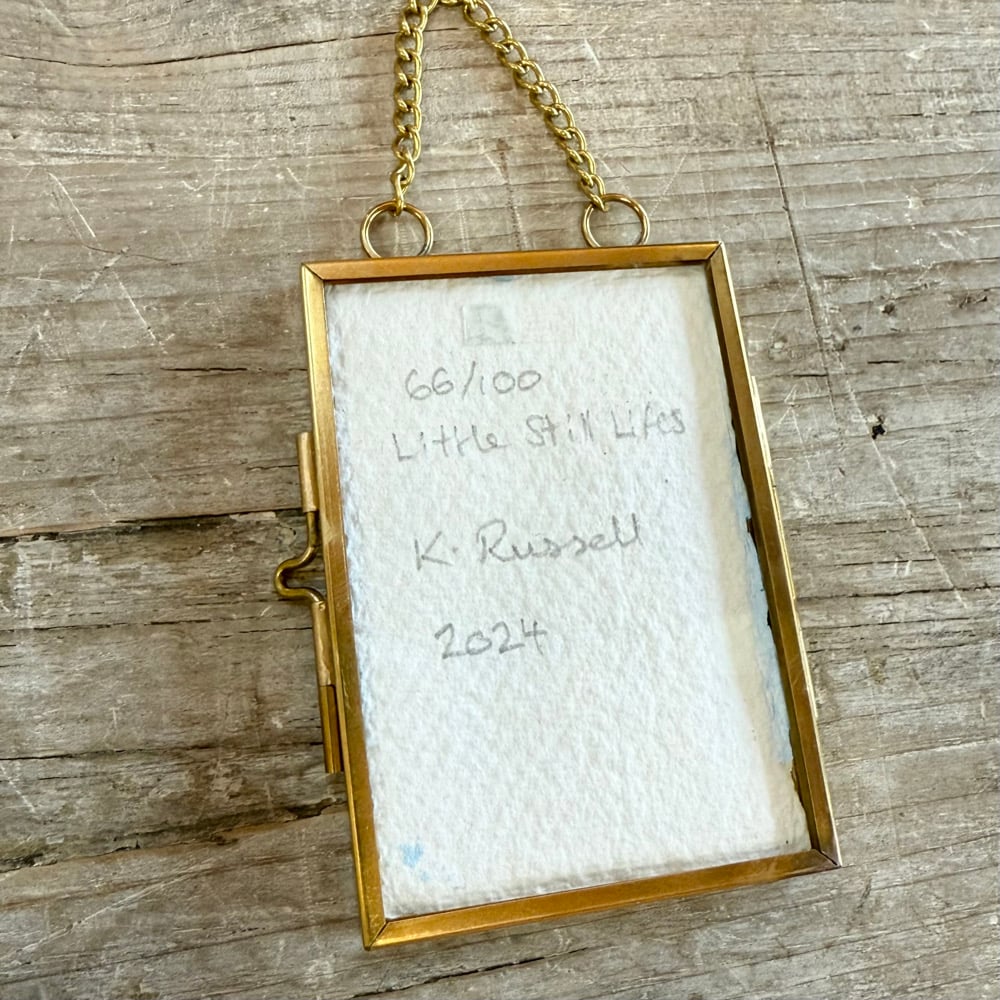 66/100
Little Still Lifes
K. Russell
2024